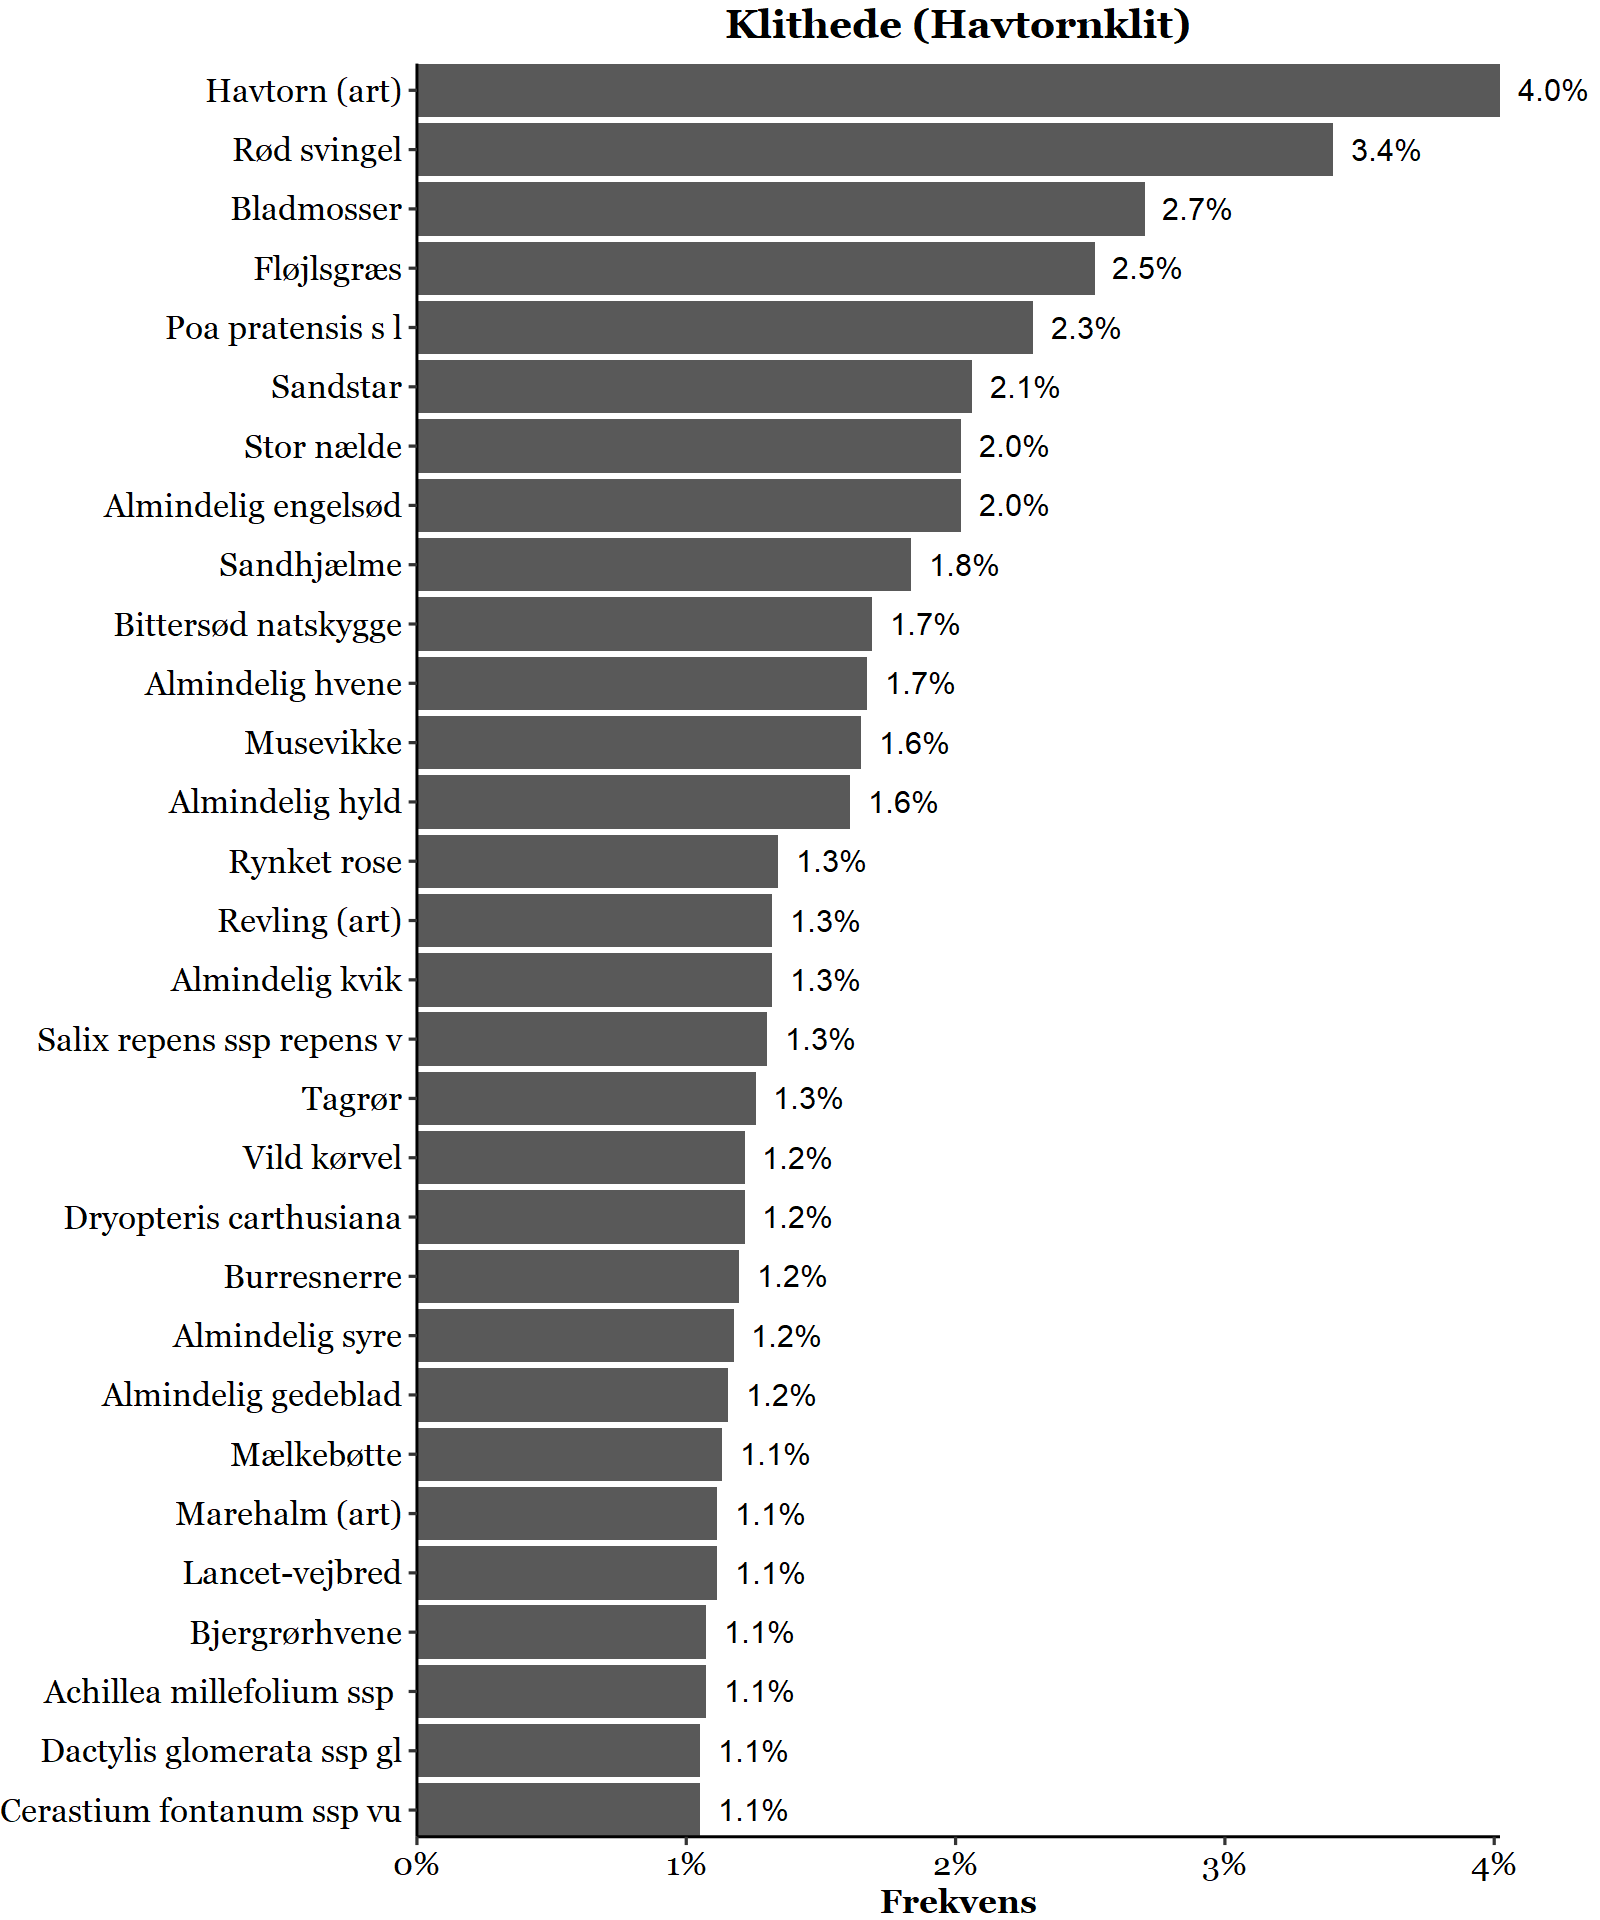 Klithede (Havtornklit)
Havtorn (art) 4.0%
Rød svingel 3.4%
Bladmosser 2.7%
Fløjlsgræs 2.5%
Poa pratensis s l 2.3%
Sandstar 2.1%
Stor nælde 2.0%
Almindelig engelsød 2.0%
Sandhjælme 1.8%
Bittersød natskygge 1.7%
Almindelig hvene 1.7%
Musevikke 1.6%
Almindelig hyld 1.6%
Rynket rose 1.3%
Revling (art) 1.3%
Almindelig kvik 1.3%
Salix repens ssp repens v 1.3%
Tagrør 1.3%
Vild kørvel 1.2%
Dryopteris carthusiana 1.2%
Burresnerre 1.2%
Almindelig syre 1.2%
Almindelig gedeblad 1.2%
Mælkebøtte 1.1%
Marehalm (art) 1.1%
Lancet-vejbred 1.1%
Bjergrørhvene 1.1%
Achillea millefolium ssp 1.1%
Dactylis glomerata ssp gl 1.1%
Cerastium fontanum ssp vu 1.1%
0% 1% 2% 3% 4%
Frekvens